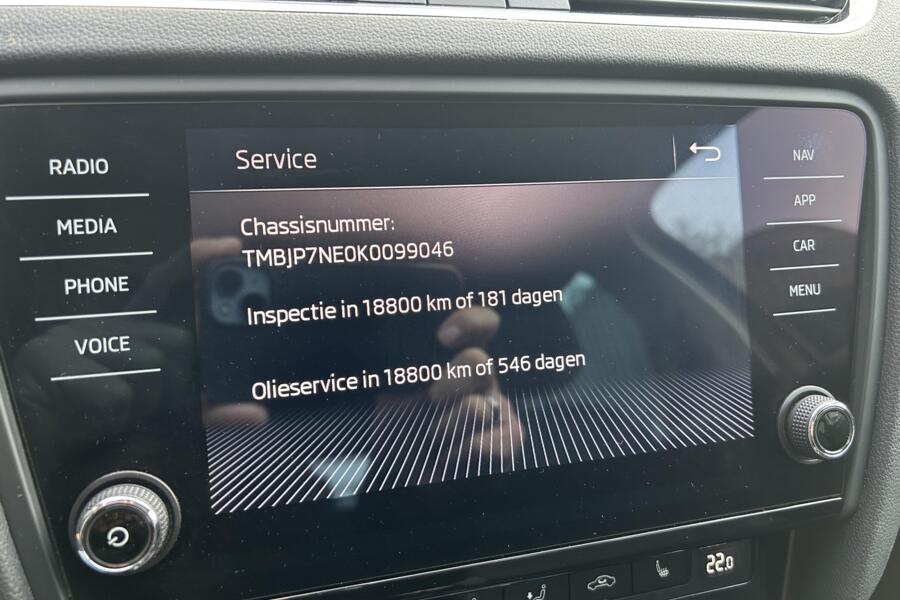 Service
RADIO
MEDIA
PHONE
VOICE
Chassisnummer:
TMBJP7NE0K0099046
Inspectie in 18800 km of 181 dagen
Olieservice in 18800 km of 546 dagen
NAV
APP
CAR
MENU
22.0